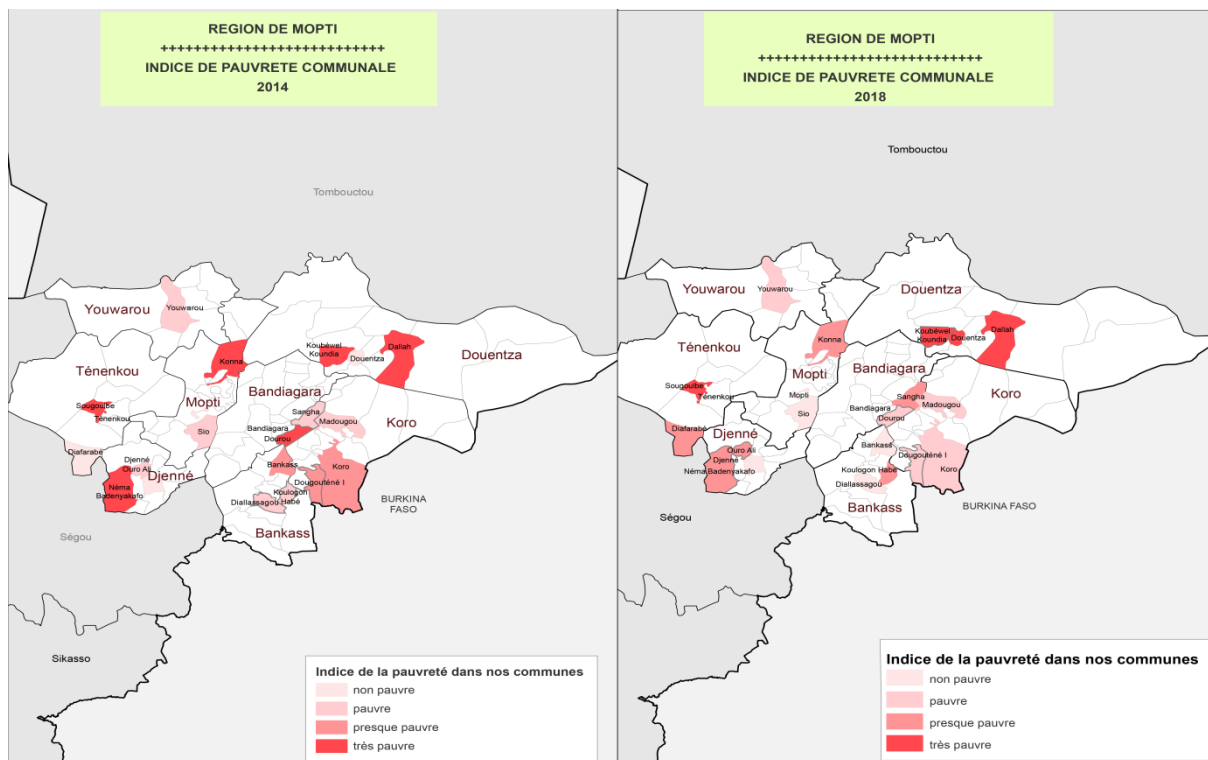 REGION DE MOPTI
+++++++++++++++++++++++++++
INDICE DE PAUVRETE COMMUNALE
2014
Tombouctou
Youwarou
Youwarou
Konna
Koubèwel
Koundia
Dallah
Douentza
Douentza
Ténenkou
Bandiagara
Sougoulbe
Ténenkou
Mopti
Koro
Sangha
Madougou
Sio
Bandiagara
Dourou
Diafarabé
Djenné
Ouro Ali
Djenné
Bankass
Koro
Néma
Badenyakafo
Dougouténé I
Koulogon
Habé
Diallassagou
BURKINA
FASO
Bankass
Ségou
Sikasso
Indice de la pauvreté dans nos communes
non pauvre
pauvre
presque pauvre
très pauvre
REGION DE MOPTI
+++++++++++++++++++++++++++
INDICE DE PAUVRETE COMMUNALE
2018
Tombouctou
Youwarou
Youwarou
Douentza
Konna
Koubèwel
Koundia
Douentza
Dallah
Ténenkou
Bandiagara
Sougoulbe
Ténenkou
Mopti
Mopti
Koro
Sangha
Madougou
Sio
Bandiagara
Dourou
Diafarabé
Djenné
Ouro Ali
Djenné
Bankass
Dougouténé I
Koro
Néma Badenyakafo
Koulogon Habé
Diallassagou
BURKINA FASO
Bankass
Ségou
Indice de la pauvreté dans nos communes
non pauvre
pauvre
presque pauvre
très pauvre